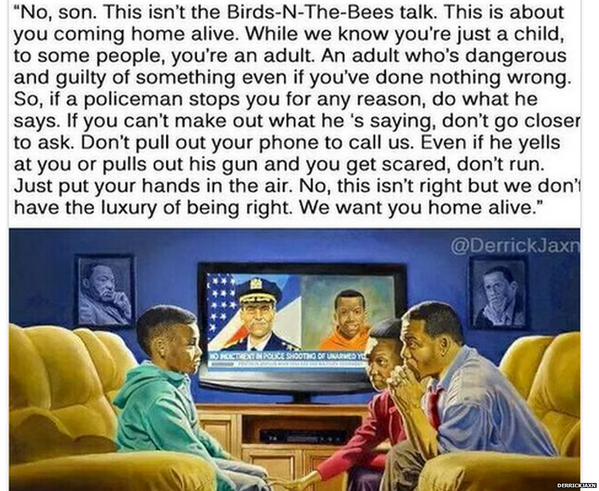 "No, son. This isn't the Birds-N-The-Bees talk. This is about
you coming home alive. While we know you're just a child,
to some people, you're an adult. An adult who's dangerous
and guilty of something even if you've done nothing wrong.
So, if a policeman stops you for any reason, do what he
says. If you can't make out what he 's saying, don't go closer
to ask. Don't pull out your phone to call us. Even if he yells
at you or pulls out his gun and you get scared, don't run.
Just put your hands in the air. No, this isn't right but we don't
have the luxury of being right. We want you home alive."
@DerrickJaxn
NO INDICTMENT IN POLICE SHOOTING OF UNARMED YO
DERRICKJAXN